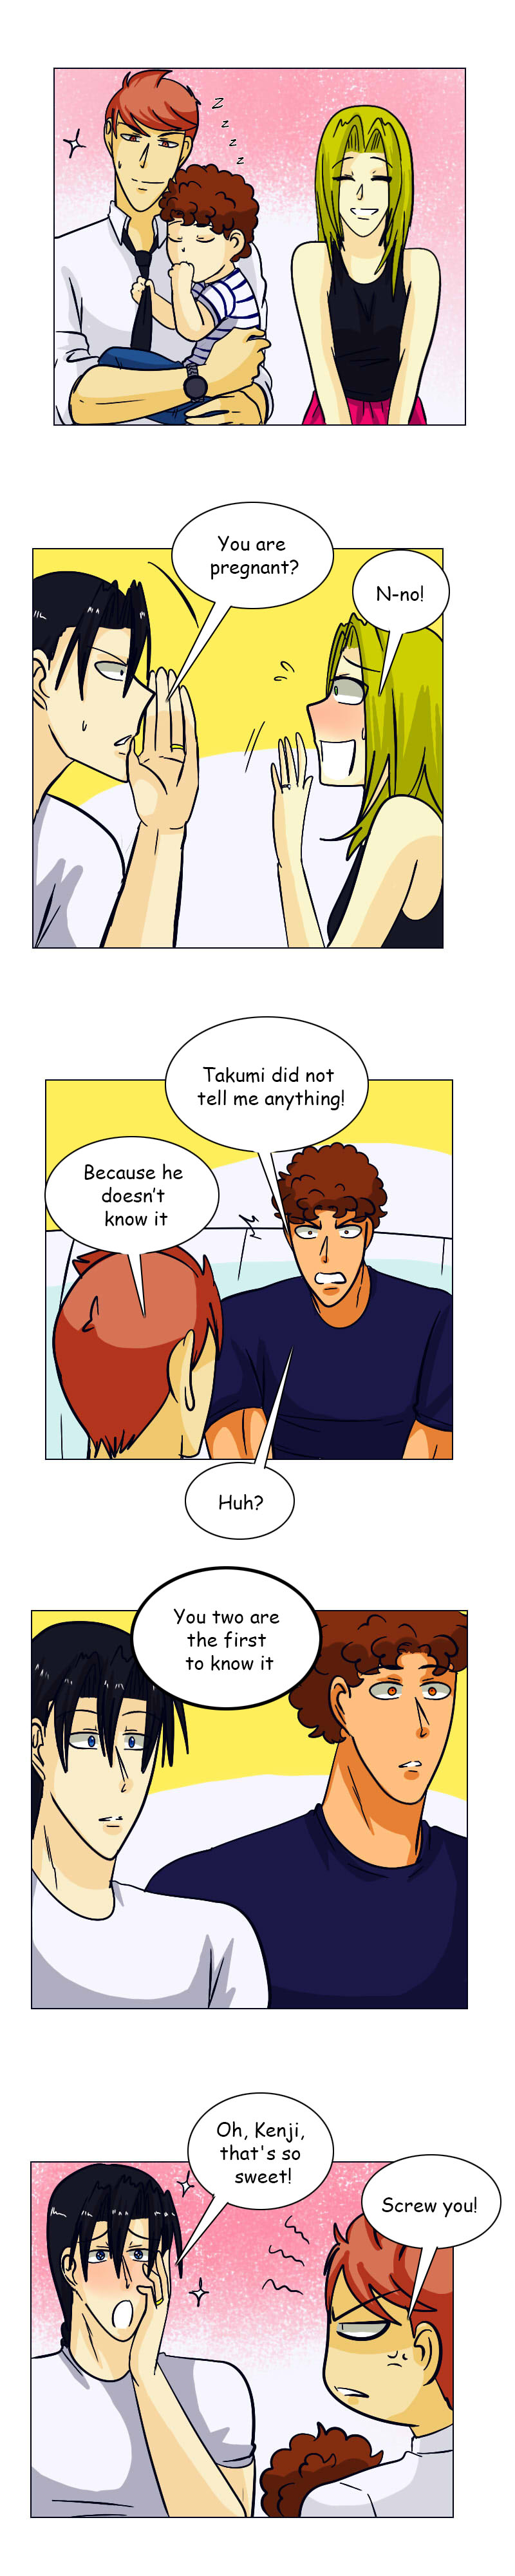 z
z
z
z
You are
pregnant?
N-no!
Takumi did not
tell me anything!
Because he
doesn't
know it
Huh?
You two are
the first
to know it
Oh, Kenji,
that's so
sweet!
Screw you!